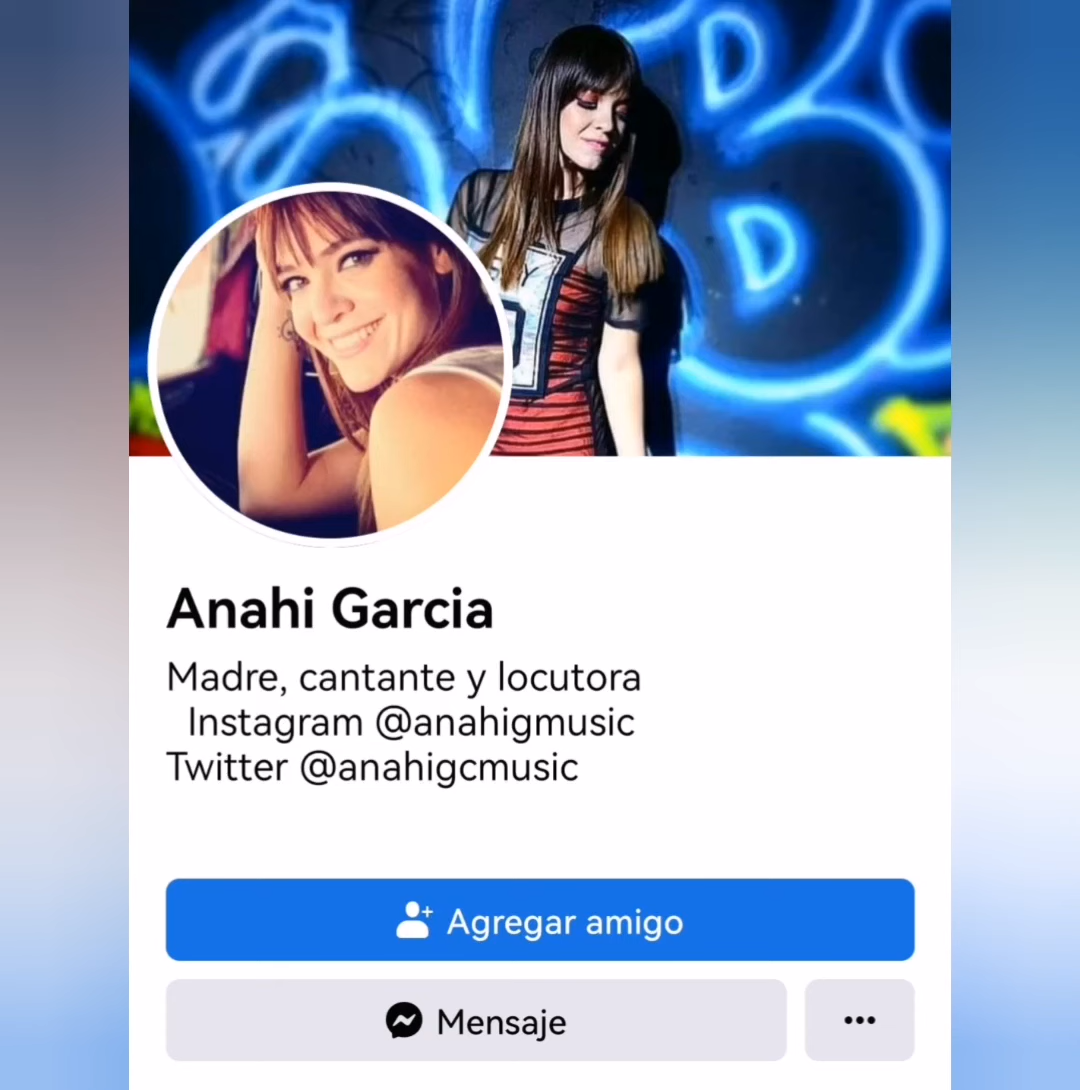 Anahi Garcia
Madre, cantante y locutora
Instagram @anahigmusic
Twitter @anahigcmusic
Agregar amigo
Mensaje